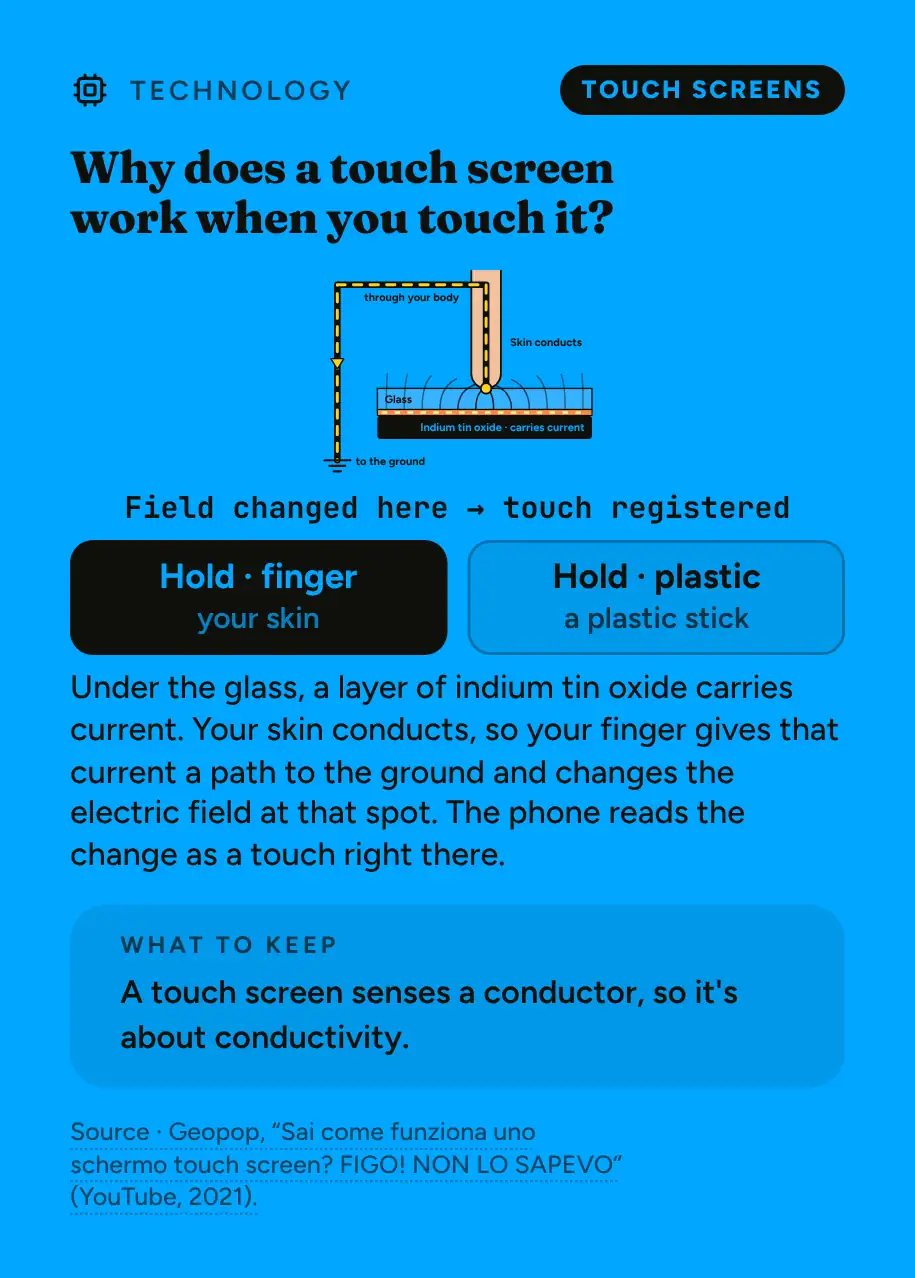 TECHNOLOGY
TOUCH SCREENS
Why does a touch screen
work when you touch it?
through your body
Skin conducts
Glass
Indium tin oxide · carries current
to the ground
Field changed here → touch registered
Hold · finger
your skin
Hold · plastic
a plastic stick
Under the glass, a layer of indium tin oxide carries
current. Your skin conducts, so your finger gives that
current a path to the ground and changes the
electric field at that spot. The phone reads the
change as a touch right there.
WHAT TO KEEP
A touch screen senses a conductor, so it's
about conductivity.
Source · Geopop, “Sai come funziona uno
schermo touch screen? FIGO! NON LO SAPEVO”
(YouTube, 2021).